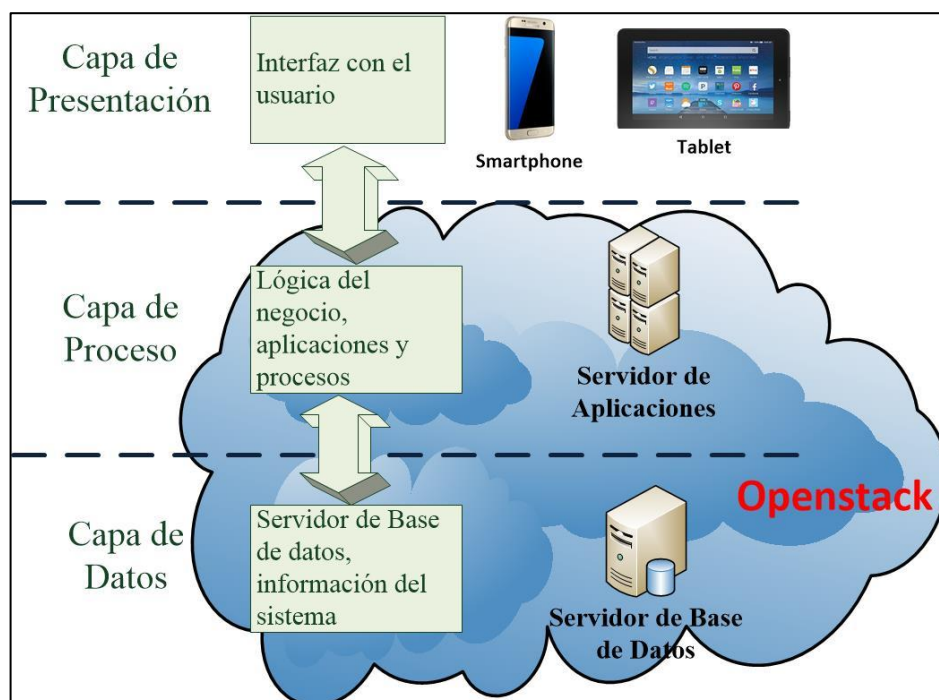 Capa de
Presentación
Interfaz con el
usuario
Smartphone
Tablet
Capa de
Proceso
Lógica del
negocio,
aplicaciones y
procesos
Servidor de
Aplicaciones
Openstack
Capa de
Datos
Servidor de Base
de datos,
información del
sistema
Servidor de Base
de Datos